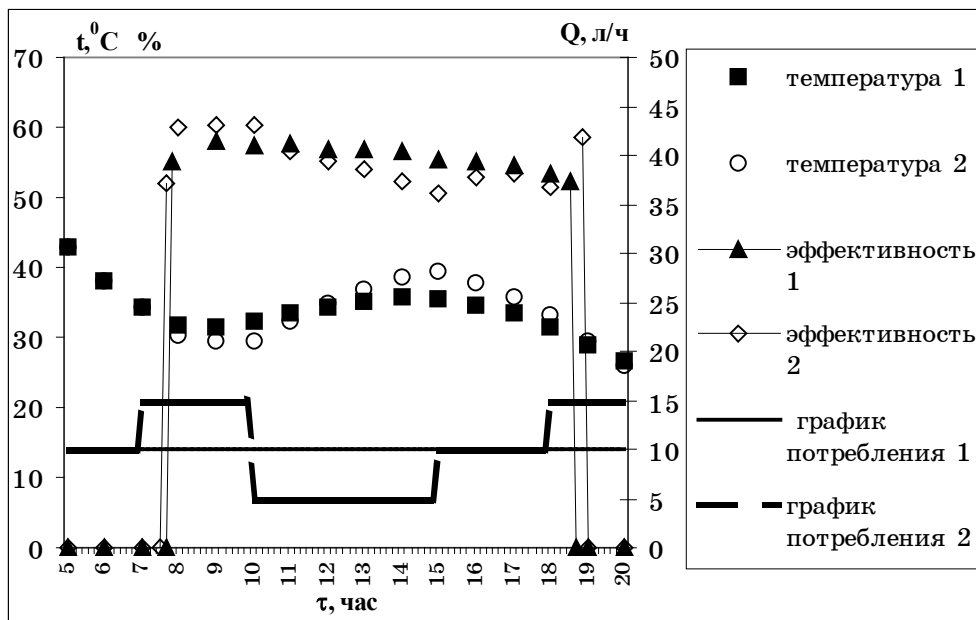 t,⁰C %
Q, л/ч
70
60
50
40
30
20
10
0
50
45
40
35
30
25
20
15
10
5
0
5 6 7 8 9 10 11 12 13 14 15 16 17 18 19 20
τ, час
температура 1
температура 2
эффективность
1
эффективность
2
график
потребления 1
график
потребления 2